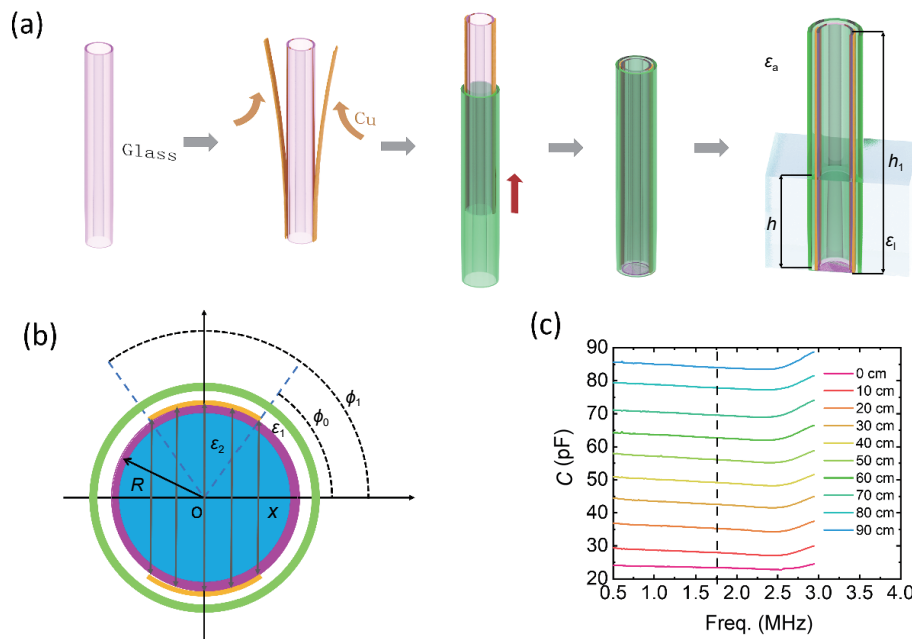 (a)
Glass
Cu
εa
h1
h
εl
(b)
ϕ1
ϕ0
ε1
ε2
R
o
x
(c)
C (pF)
90
80
70
60
50
40
30
20
0 cm
10 cm
20 cm
30 cm
40 cm
50 cm
60 cm
70 cm
80 cm
90 cm
0.5 1.0 1.5 2.0 2.5 3.0 3.5 4.0
Freq. (MHz)